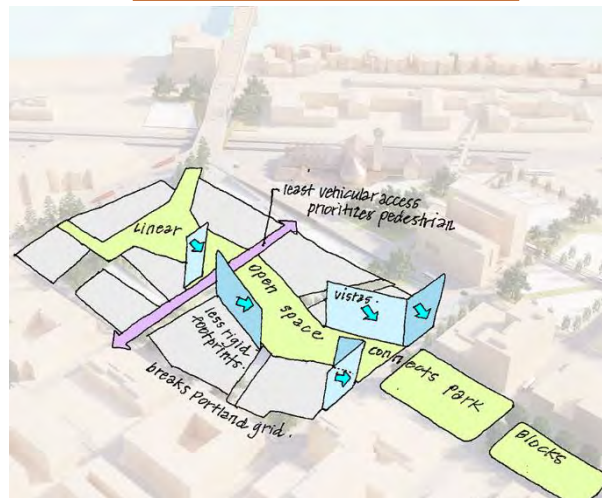 least vehicular access
prioritizes pedestrian
Linear
open space
vistas.
less rigid
footprints.
connects Park
Blocks
breaks Portland grid.